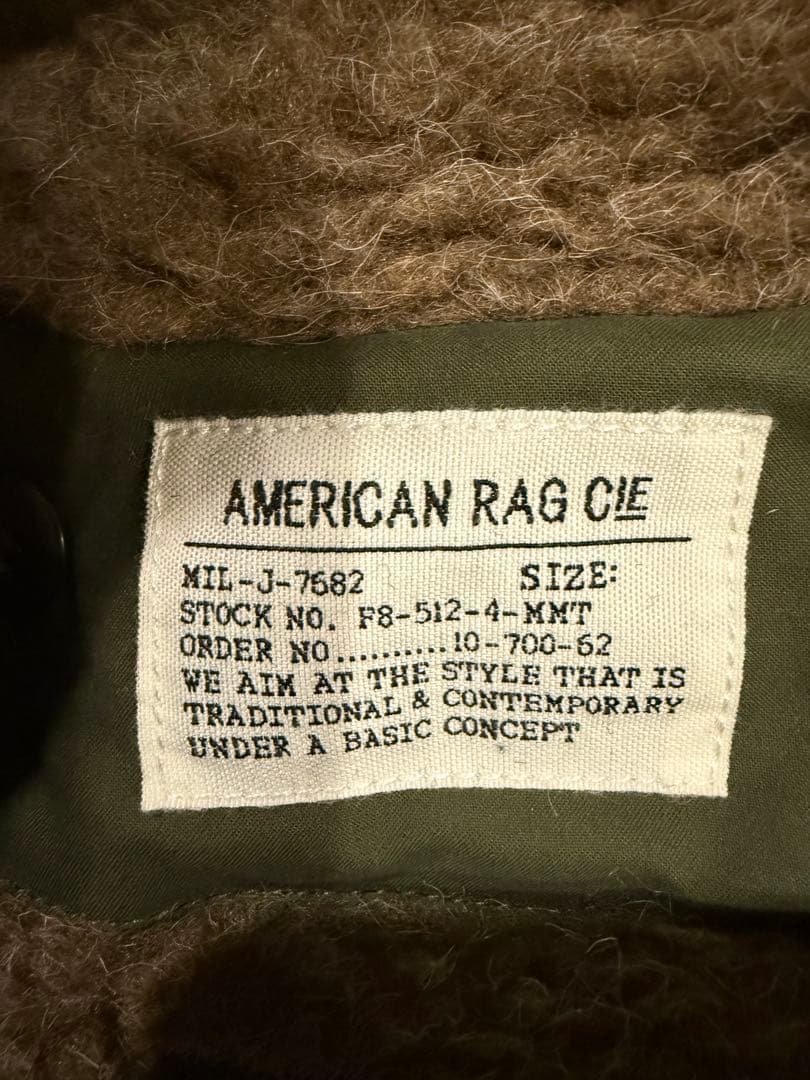 AMERICAN RAG CIE
MIL-J-7682 SIZE:
STOCK NO. F8-512-4-MMT
ORDER NO..........10-700-62
WE AIM AT THE STYLE THAT IS
TRADITIONAL & CONTEMPORARY
UNDER A BASIC CONCEPT